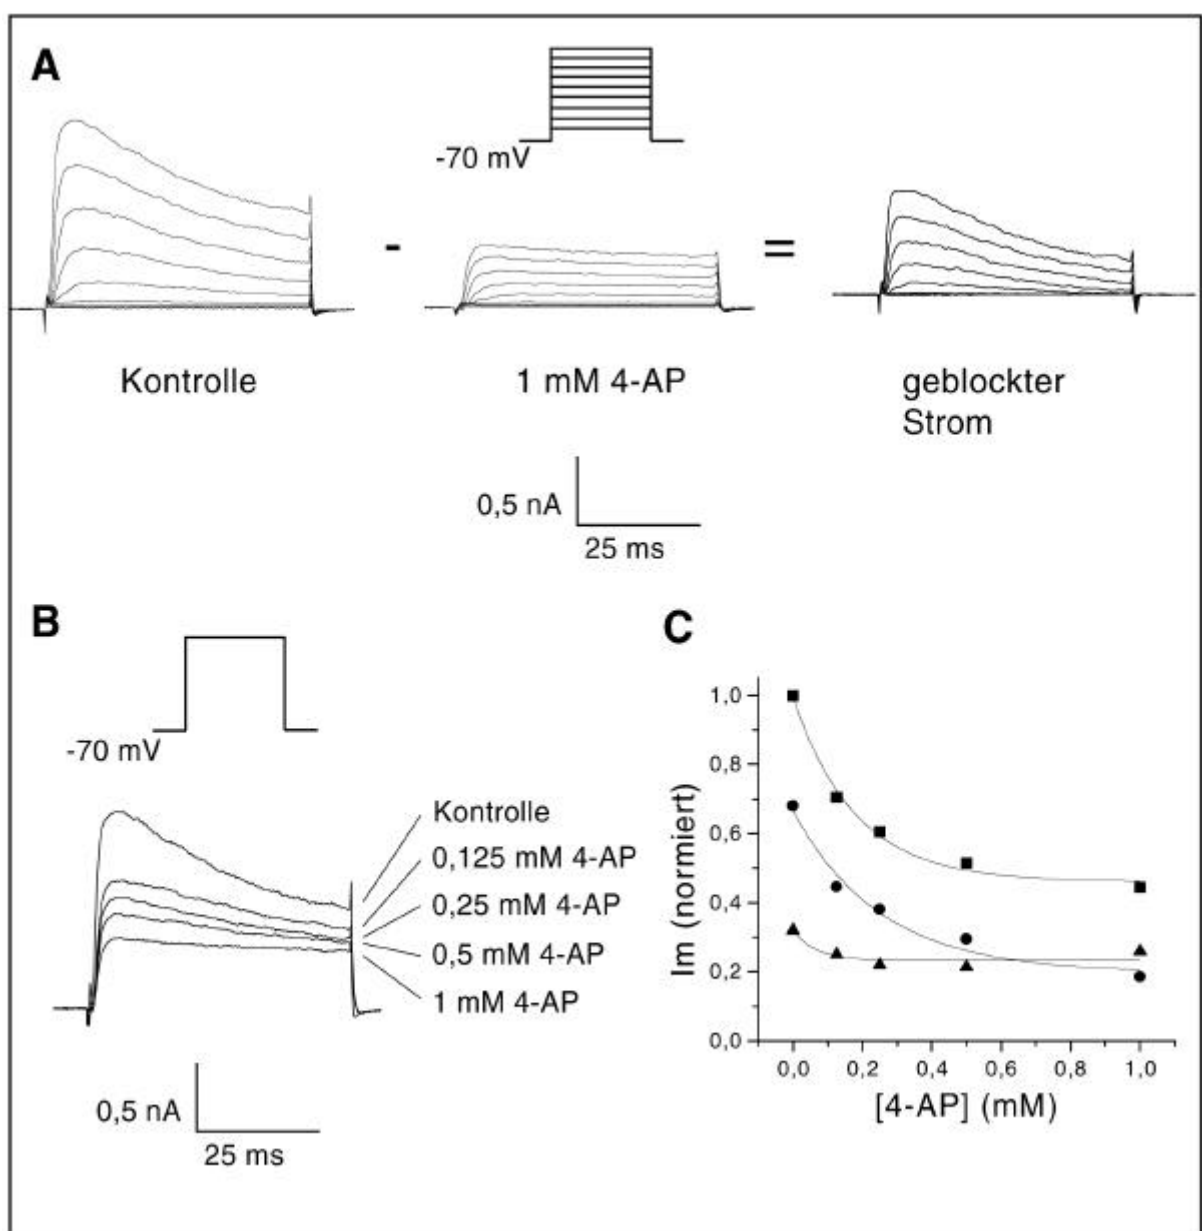 A
-70 mV
-
=
Kontrolle
1 mM 4-AP
geblockter
Strom
0,5 nA
25 ms
B
-70 mV
Kontrolle
0,125 mM 4-AP
0,25 mM 4-AP
0,5 mM 4-AP
1 mM 4-AP
0,5 nA
25 ms
C
Im (normiert)
1,0
0,8
0,6
0,4
0,2
0,0
0,0 0,2 0,4 0,6 0,8 1,0
[4-AP] (mM)